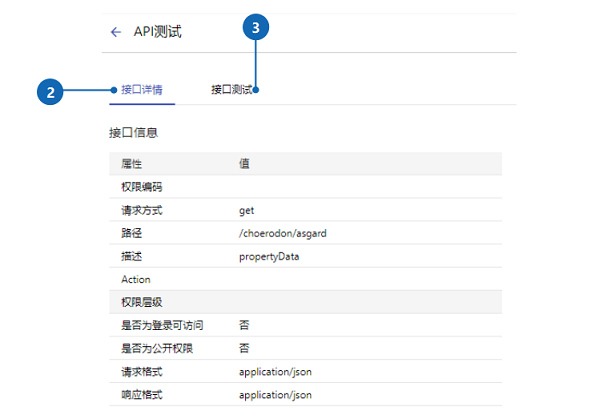 API测试
3
2
接口详情 接口测试
接口信息
属性 值
权限编码
请求方式 get
路径 /choerodon/asgard
描述 propertyData
Action
权限层级
是否为登录可访问 否
是否为公开权限 否
请求格式 application/json
响应格式 application/json